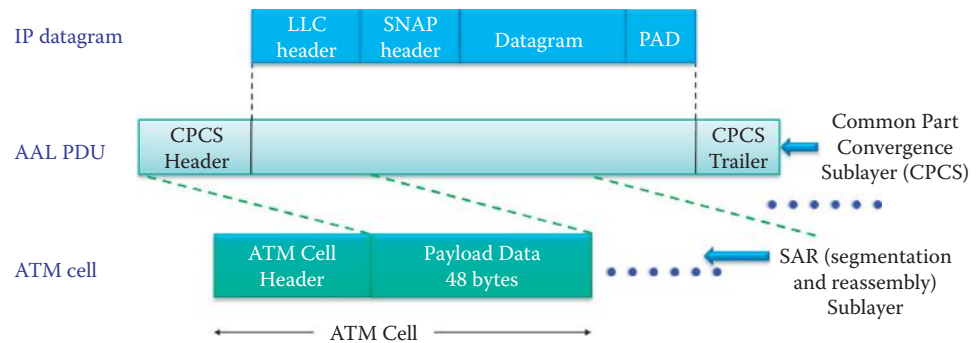 IP datagram
LLC
header
SNAP
header
Datagram
PAD
AAL PDU
CPCS
Header
CPCS
Trailer
Common Part
Convergence
Sublayer (CPCS)
ATM cell
ATM Cell
Header
Payload Data
48 bytes
SAR (segmentation
and reassembly)
Sublayer
ATM Cell